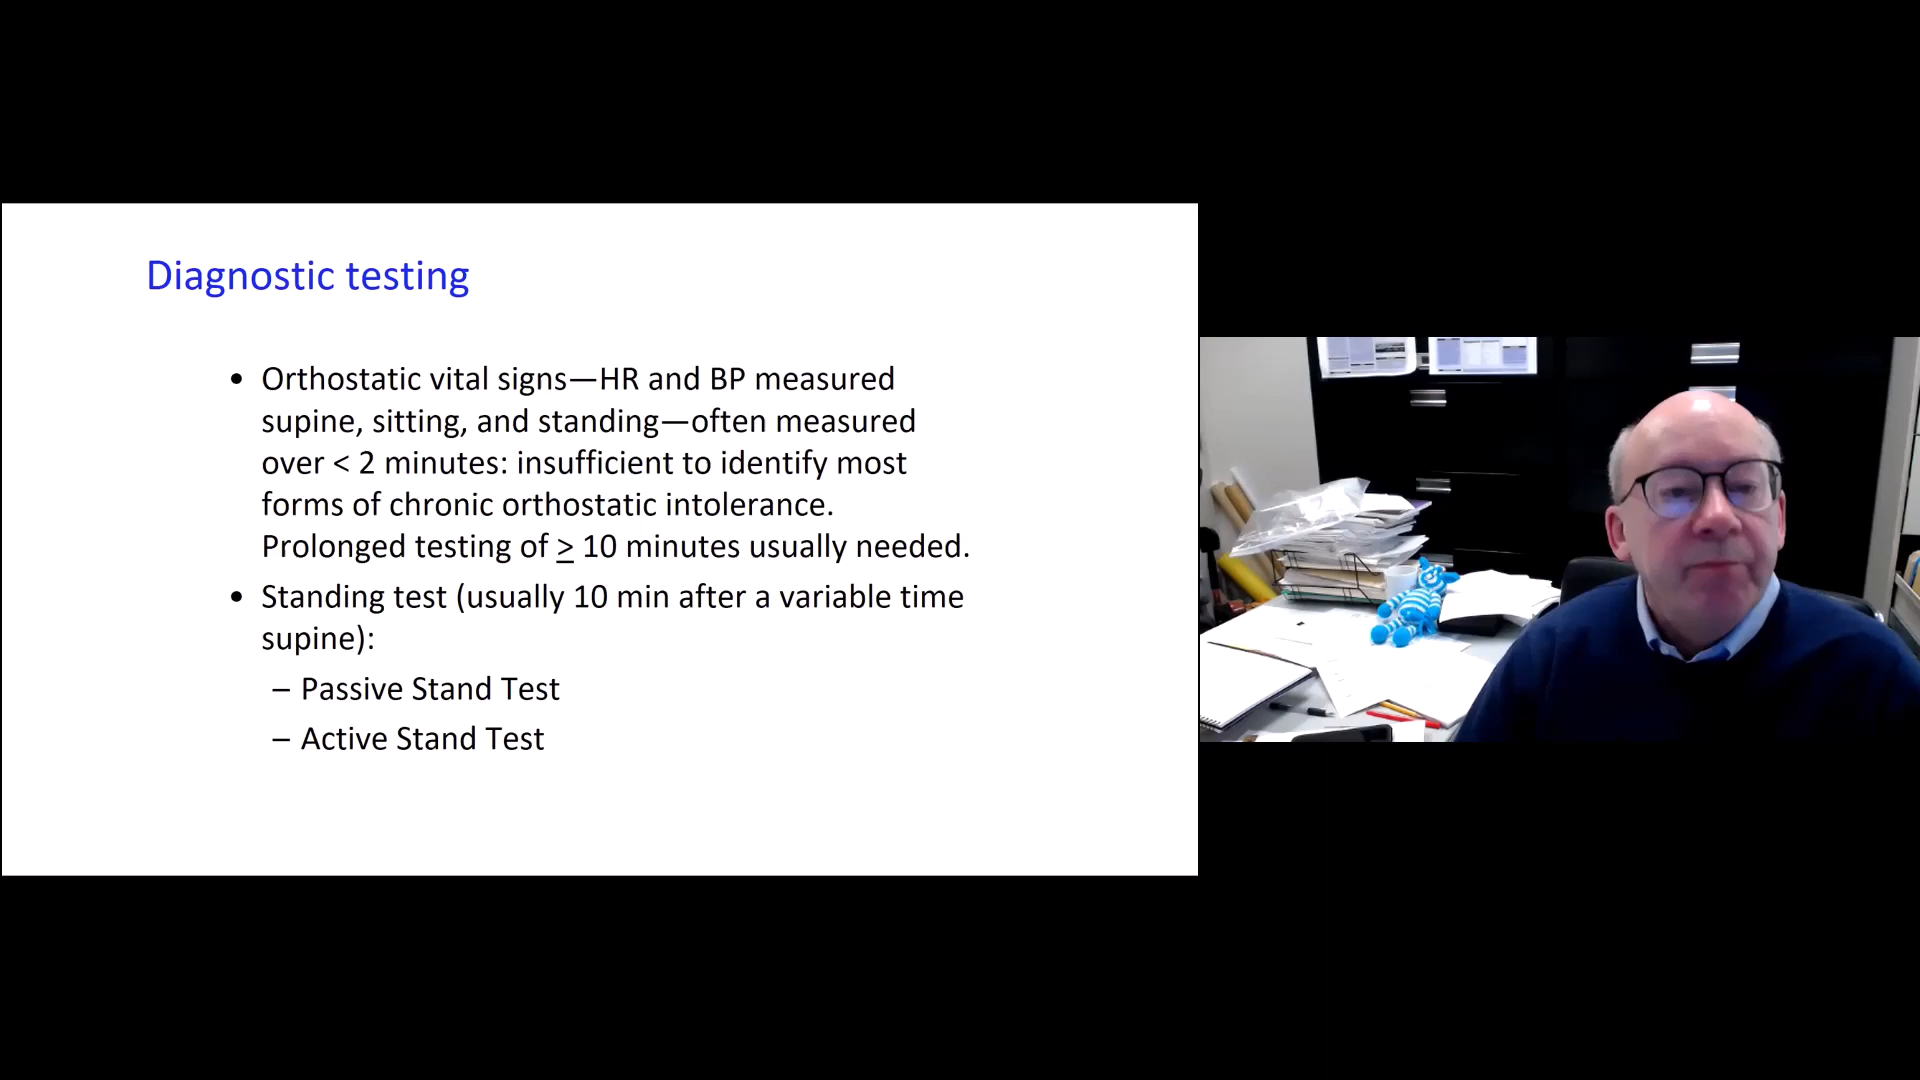 Diagnostic testing
• Orthostatic vital signs—HR and BP measured
supine, sitting, and standing—often measured
over < 2 minutes: insufficient to identify most
forms of chronic orthostatic intolerance.
Prolonged testing of ≥ 10 minutes usually needed.
• Standing test (usually 10 min after a variable time
supine):
– Passive Stand Test
– Active Stand Test